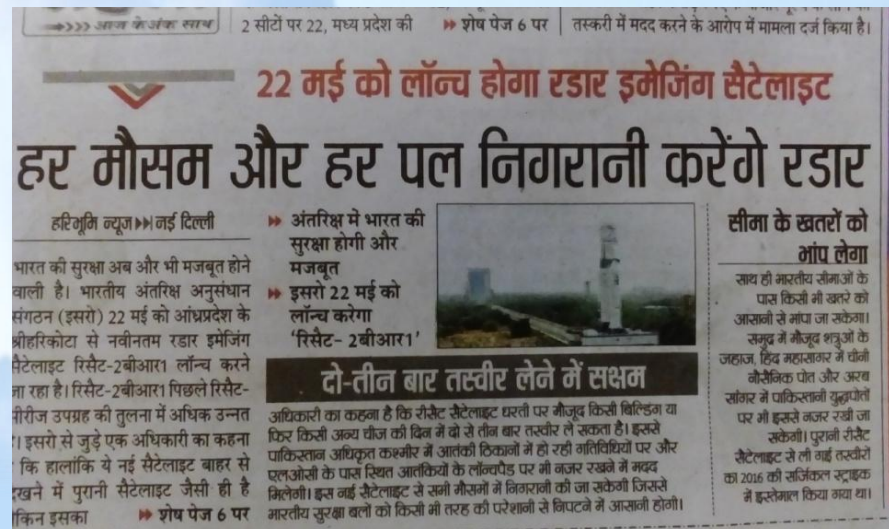 आज के अंक साथ
2 सीटों पर 22, मध्य प्रदेश की
शेष पेज 6 पर
तस्करी में मदद करने के आरोप में मामला दर्ज किया है।
22 मई को लॉन्च होगा रडार इमेजिंग सैटेलाइट
हर मौसम और हर पल निगरानी करेंगे रडार
हरिभूमि न्यूज नई दिल्ली
भारत की सुरक्षा अब और भी मजबूत होने
वाली है। भारतीय अंतरिक्ष अनुसंधान
संगठन (इसरो) 22 मई को आंध्रप्रदेश के
श्रीहरिकोटा से नवीनतम रडार इमेजिंग
सैटेलाइट रिसैट-2बीआर1 लॉन्च करने
जा रहा है। रिसैट-2बीआर1 पिछले रिसैट-
सीरीज उपग्रह की तुलना में अधिक उन्नत
। इसरो से जुड़े एक अधिकारी का कहना
कि हालांकि ये नई सैटेलाइट बाहर से
देखने में पुरानी सैटेलाइट जैसी ही है
लेकिन इसका
शेष पेज 6 पर
अंतरिक्ष में भारत की
सुरक्षा होगी और
मजबूत
इसरो 22 मई को
लॉन्च करेगा
'रिसैट- 2बीआर1'
दो-तीन बार तस्वीर लेने में सक्षम
अधिकारी का कहना है कि रीसैट सैटेलाइट धरती पर मौजूद किसी बिल्डिंग या
फिर किसी अन्य चीज की दिन में दो से तीन बार तस्वीर ले सकता है। इससे
पाकिस्तान अधिकृत कश्मीर में आतंकी ठिकानों में हो रही गतिविधियों पर और
एलओसी के पास स्थित आतंकियों के लॉन्चपैड पर भी नजर रखने में मदद
मिलेगी। इस नई सैटेलाइट से सभी मौसमों में निगरानी की जा सकेगी जिससे
भारतीय सुरक्षा बलों को किसी भी तरह की परेशानी से निपटने में आसानी होगी।
सीमा के खतरों को
भांप लेगा
साथ ही भारतीय सीमाओं के
पास किसी भी खतरे को
आंसानी से भांपा जा सकेगा।
समुद्र में मौजूद शत्रुओं के
जहाज, हिंद महासागर में चीनी
नौसैनिक पोत और अरब
सांगर में पाकिस्तानी युद्धपोतों
पर भी इससे नजर रखी जा
सकेगी। पुरानी रीसैट
सैटेलाइट से ली गई तस्वीरों
का 2016 की सर्जिकल स्ट्राइक
में इस्तेमाल किया गया था।